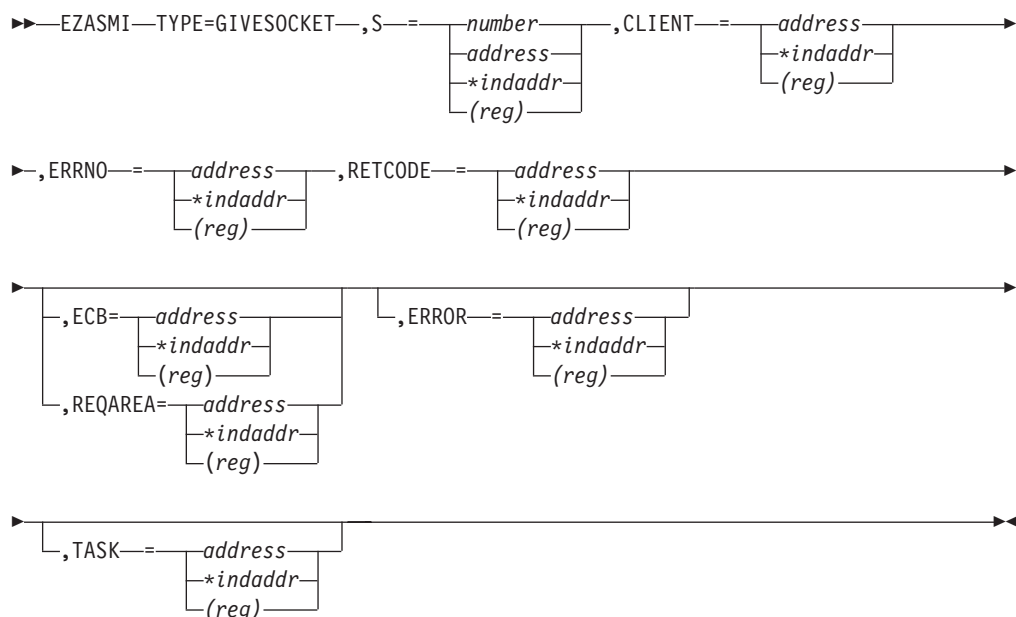 EZASMI TYPE=GIVESOCKET ,S = number ,CLIENT = address
address *indaddr
*indaddr (reg)
(reg)
,ERRNO = address ,RETCODE = address
*indaddr *indaddr
(reg) (reg)
,ECB= address ,ERROR = address
*indaddr *indaddr
(reg) (reg)
,REQAREA= address
*indaddr
(reg)
,TASK = address
*indaddr
(reg)